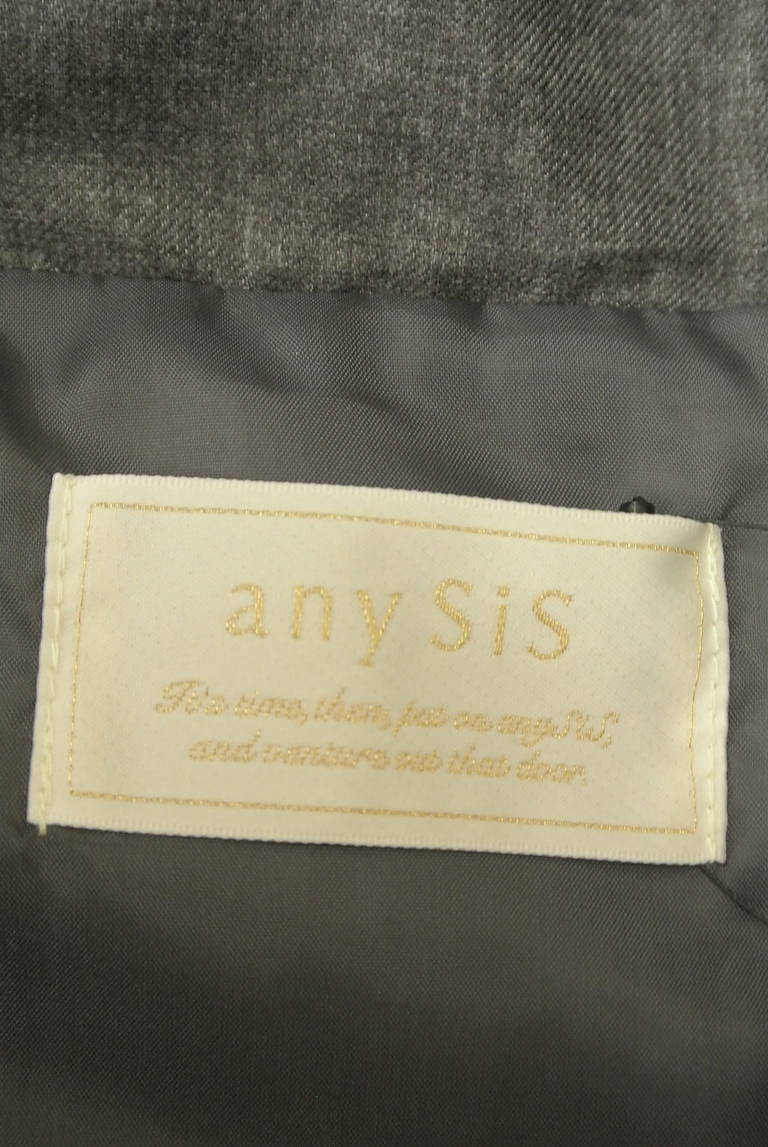 any SiS
It's time, then, put on anySiS,
and venture out that door.